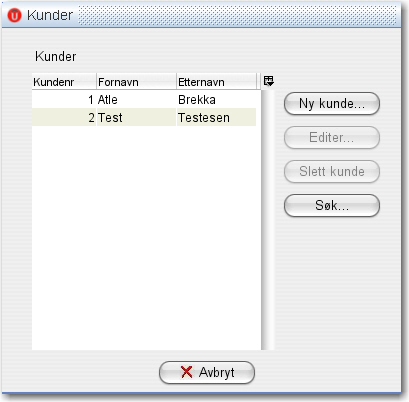 Kunder
Kunder
Kundenr Fornavn Etternavn
1 Atle Brekka
2 Test Testesen
Ny kunde...
Editer...
Slett kunde
Søk...
Avbryt